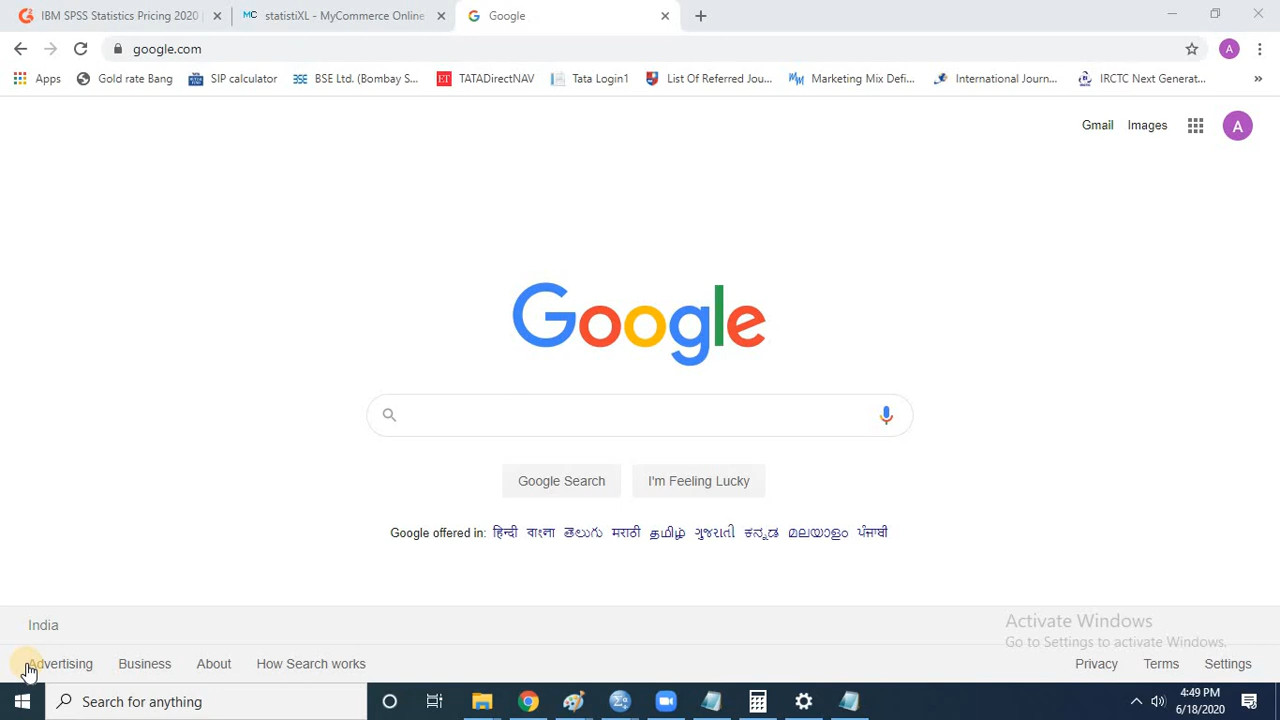 IBM SPSS Statistics Pricing 2020
MC statistiXL - MyCommerce Online
Google
google.com
A
Apps
Gold rate Bang
SIP calculator
BSE Ltd. (Bombay S...
ET TATADirectNAV
Tata Login1
List Of Referred Jou...
Marketing Mix Defi...
International Journ...
IRCTC Next Generat...
»
Gmail Images A
Google
Google Search I'm Feeling Lucky
Google offered in: हिन्दी বাংলা తెలుగు मराठी தமிழ் ગુજરાતી ಕನ್ನಡ മലയാളം ਪੰਜਾਬੀ
India
Activate Windows
Go to Settings to activate Windows.
Advertising Business About How Search works Privacy Terms Settings
Search for anything
4:49 PM
6/18/2020